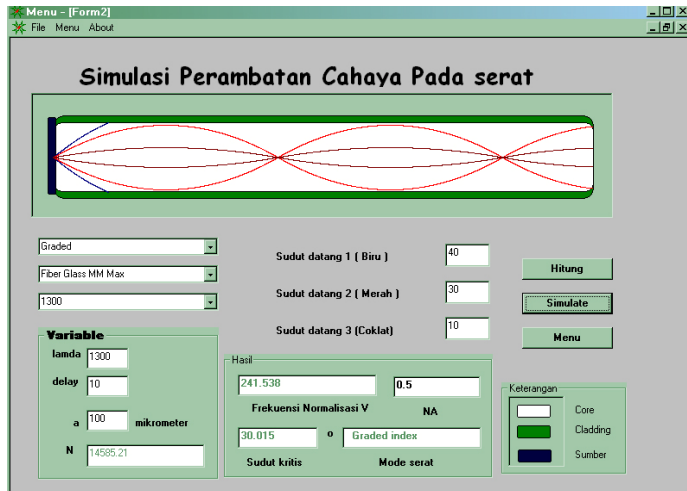 Menu - [Form2]
File Menu About
Simulasi Perambatan Cahaya Pada serat
Graded
Fiber Glass MM Max
1300
Sudut datang 1 ( Biru ) 40
Sudut datang 2 ( Merah ) 30
Sudut datang 3 (Coklat) 10
Hitung
Simulate
Menu
Variable
lamda 1300
delay 10
a 100 mikrometer
N 14585.21
Hasil
241.538 0.5
Frekuensi Normalisasi V NA
30.015 o Graded index
Sudut kritis Mode serat
Keterangan
Core
Cladding
Sumber